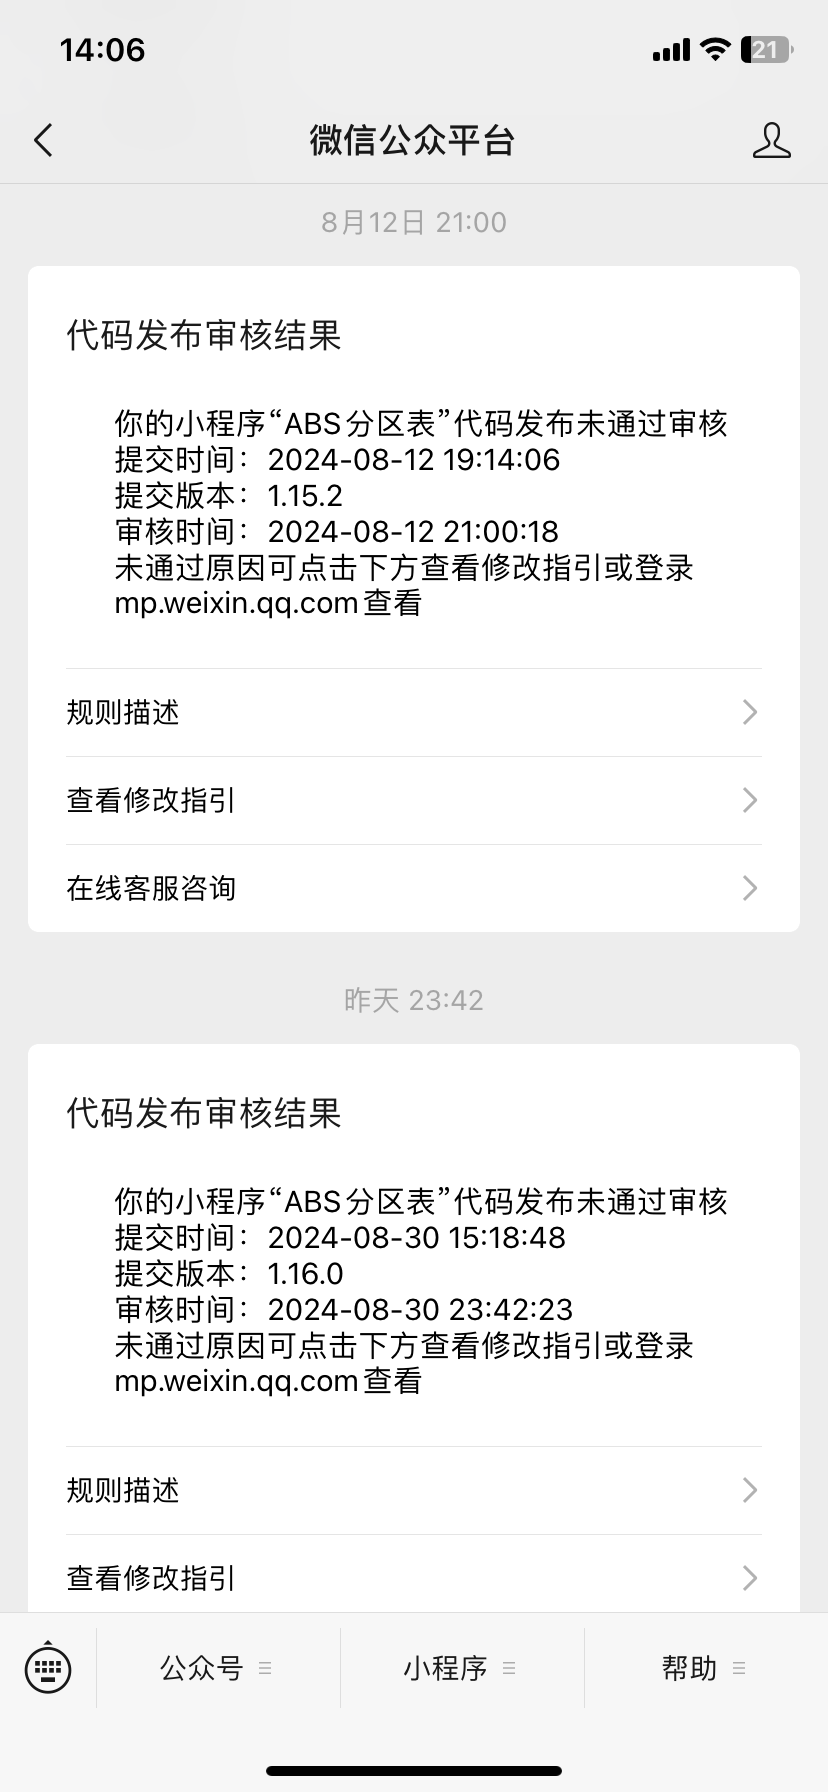 14:06
21
微信公众平台
8月12日 21:00
代码发布审核结果
你的小程序“ABS分区表”代码发布未通过审核
提交时间：2024-08-12 19:14:06
提交版本：1.15.2
审核时间：2024-08-12 21:00:18
未通过原因可点击下方查看修改指引或登录
mp.weixin.qq.com查看
规则描述
查看修改指引
在线客服咨询
昨天 23:42
代码发布审核结果
你的小程序“ABS分区表”代码发布未通过审核
提交时间：2024-08-30 15:18:48
提交版本：1.16.0
审核时间：2024-08-30 23:42:23
未通过原因可点击下方查看修改指引或登录
mp.weixin.qq.com查看
规则描述
查看修改指引
公众号
小程序
帮助